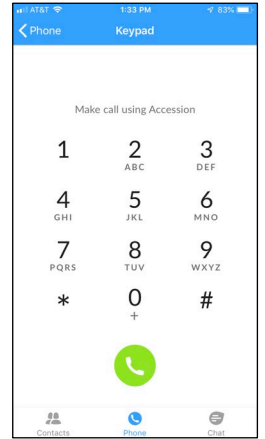 AT&T 1:33 PM 83%
Phone Keypad
Make call using Accession
1 2 3
ABC DEF
4 5 6
GHI JKL MNO
7 8 9
PQRS TUV WXYZ
* 0 #
+
Contacts Phone Chat